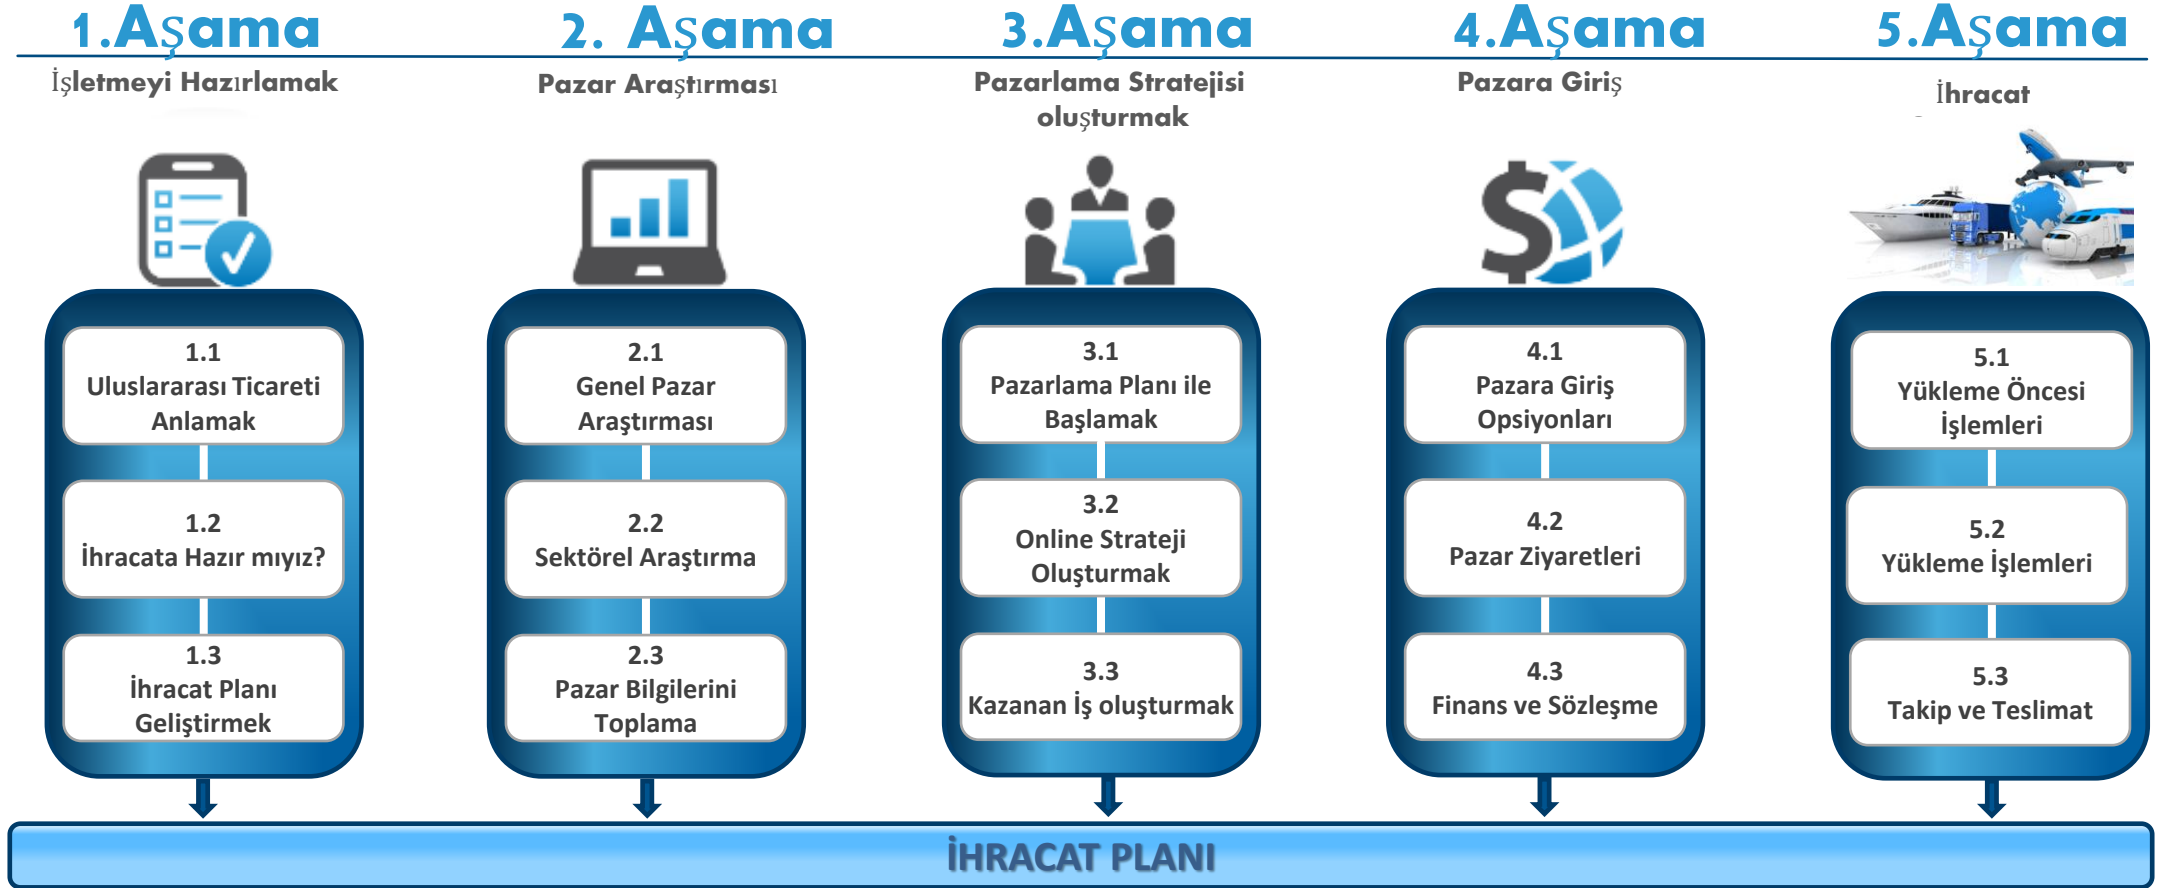 1.Aşama
İşletmeyi Hazırlamak
1.1
Uluslararası Ticareti
Anlamak
1.2
İhracata Hazır mıyız?
1.3
İhracat Planı
Geliştirmek
2. Aşama
Pazar Araştırması
2.1
Genel Pazar
Araştırması
2.2
Sektörel Araştırma
2.3
Pazar Bilgilerini
Toplama
3.Aşama
Pazarlama Stratejisi
oluşturmak
3.1
Pazarlama Planı ile
Başlamak
3.2
Online Strateji
Oluşturmak
3.3
Kazanan İş oluşturmak
4.Aşama
Pazara Giriş
4.1
Pazara Giriş
Opsiyonları
4.2
Pazar Ziyaretleri
4.3
Finans ve Sözleşme
5.Aşama
İhracat
5.1
Yükleme Öncesi
İşlemleri
5.2
Yükleme İşlemleri
5.3
Takip ve Teslimat
İHRACAT PLANI